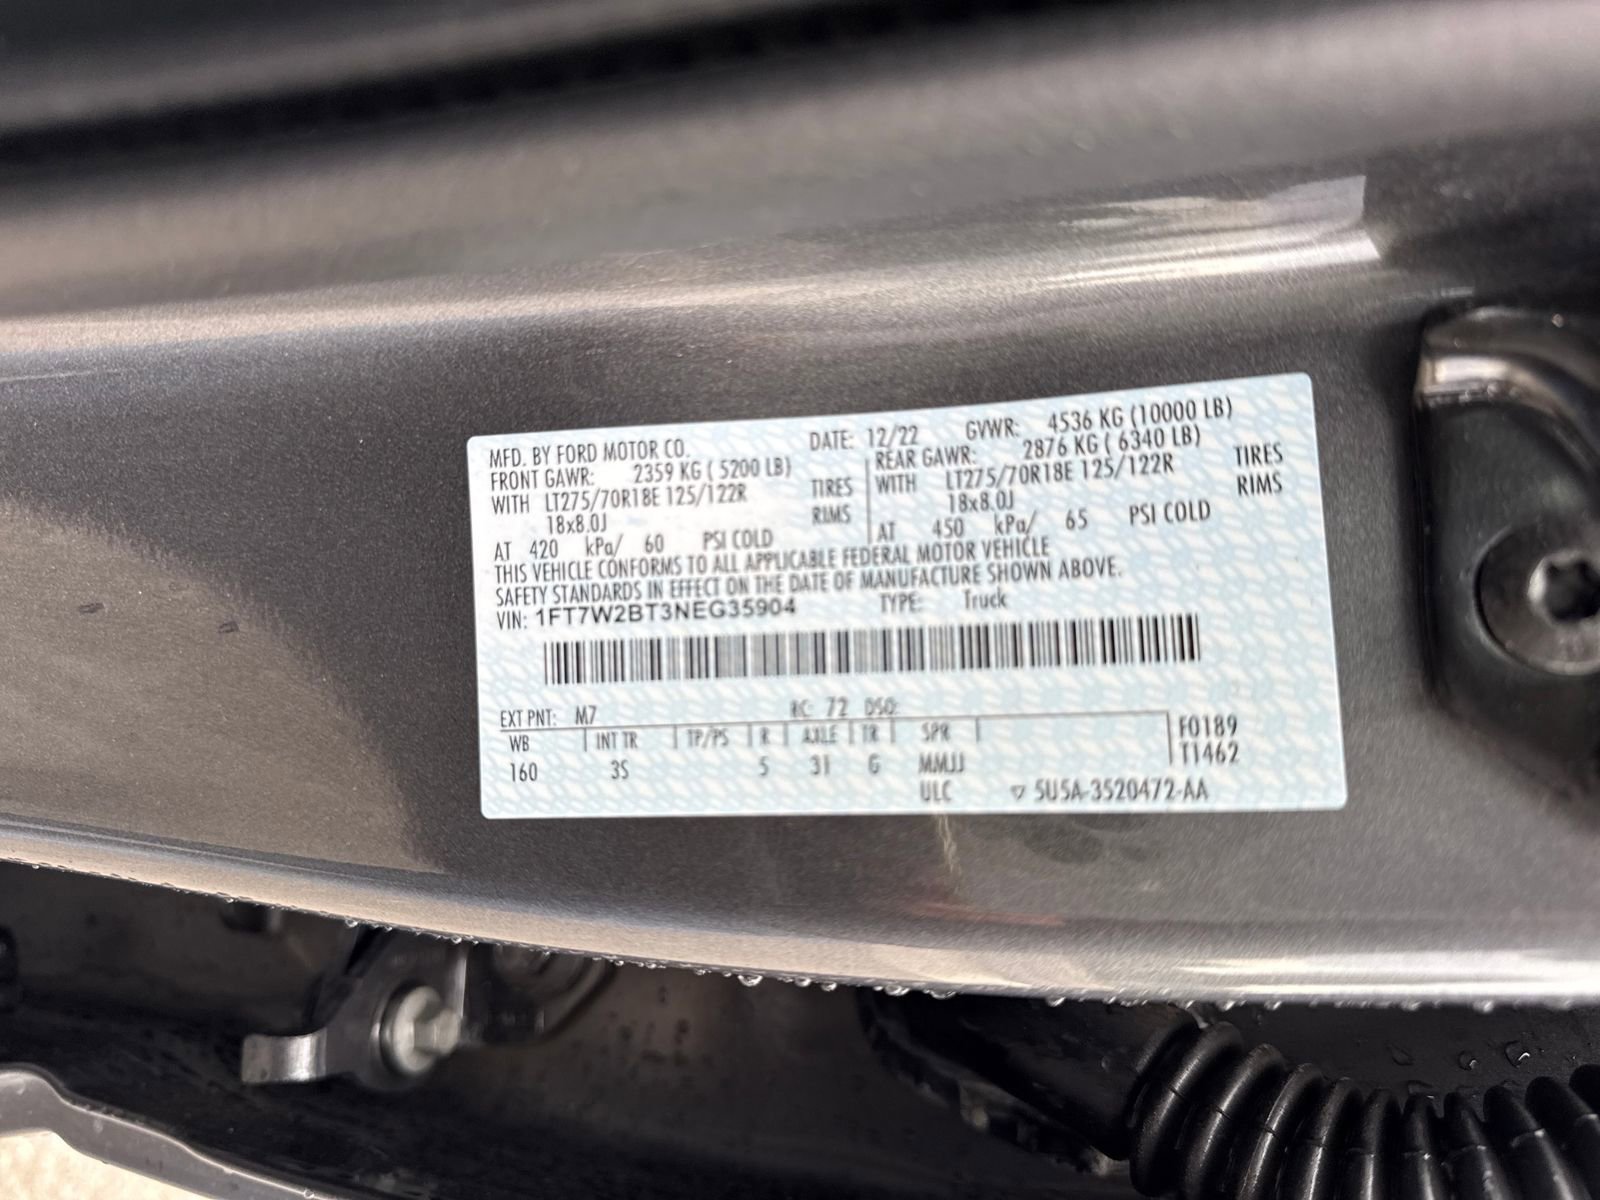 MFD. BY FORD MOTOR CO. DATE: 12/22 GVWR: 4536 KG (10000 LB)
FRONT GAWR: 2359 KG ( 5200 LB) REAR GAWR: 2876 KG ( 6340 LB)
WITH LT275/70R18E 125/122R TIRES WITH LT275/70R18E 125/122R TIRES
18x8.0J RIMS 18x8.0J RIMS
AT 420 kPa/ 60 PSI COLD AT 450 kPa/ 65 PSI COLD
THIS VEHICLE CONFORMS TO ALL APPLICABLE FEDERAL MOTOR VEHICLE
SAFETY STANDARDS IN EFFECT ON THE DATE OF MANUFACTURE SHOWN ABOVE.
VIN: 1FT7W2BT3NEG35904 TYPE: Truck
EXT PNT: M7 RC: 72 DSO:
WB INT TR TP/PS R AXLE TR SPR F0189
160 3S 5 31 G MMJJ T1462
ULC ▽ 5U5A-3520472-AA